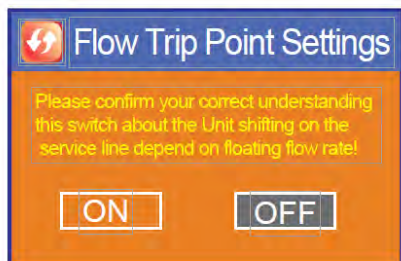 Flow Trip Point Settings
Please confirm your correct understanding
this switch about the Unit shifting on the
service line depend on floating flow rate!
ON
OFF